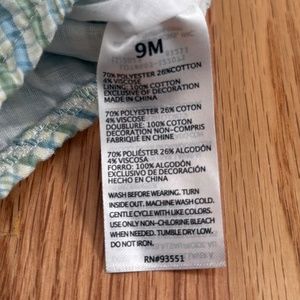 9M
70% POLYESTER 26% COTTON
4% VISCOSE
LINING: 100% COTTON
EXCLUSIVE OF DECORATION
MADE IN CHINA
70% POLYESTER 26% COTON
4% VISCOSE
DOUBLURE: 100% COTON
DECORATION NON-COMPRIS
FABRIQUÉ EN CHINE
70% POLIÉSTER 26% ALGODÓN
4% VISCOSA
FORRO: 100% ALGODÓN
EXCLUSIVO DE DECORACIÓN
HECHO EN CHINA
WASH BEFORE WEARING. TURN
INSIDE OUT. MACHINE WASH COLD.
GENTLE CYCLE WITH LIKE COLORS.
USE ONLY NON-CHLORINE BLEACH
WHEN NEEDED. TUMBLE DRY LOW.
DO NOT IRON.
RN#93551